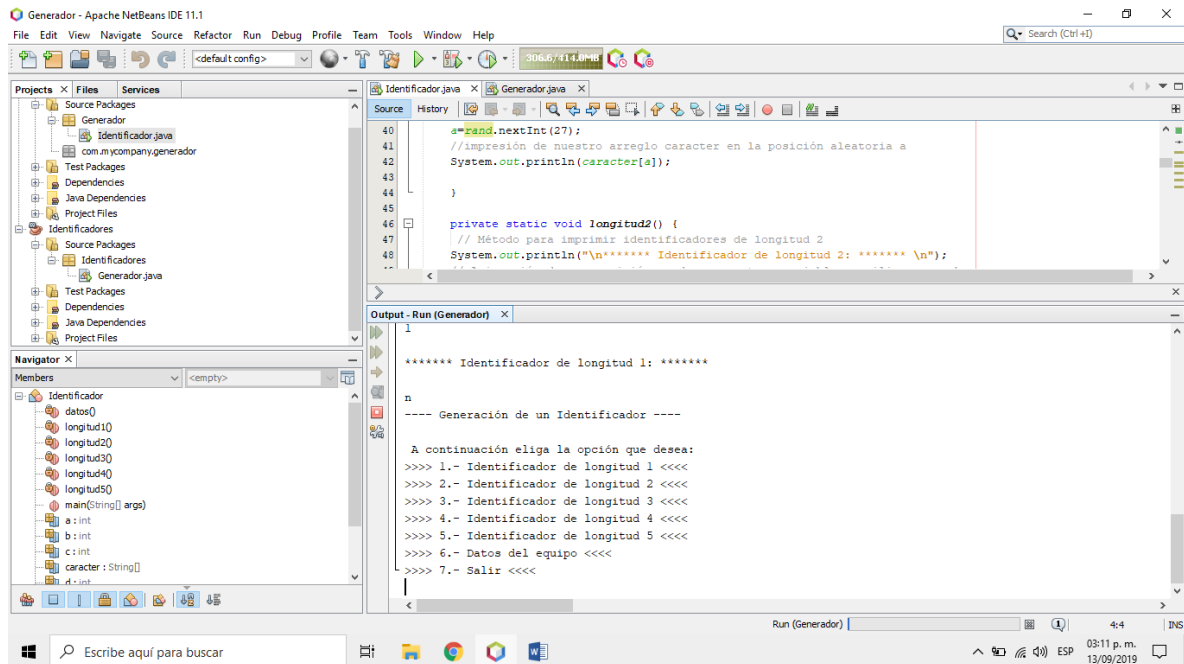 Generador - Apache NetBeans IDE 11.1
File Edit View Navigate Source Refactor Run Debug Profile Team Tools Window Help
Search (Ctrl+I)
<default config>
306.6/414.0MB
Projects Files Services
Source Packages
Generador
Identificador.java
com.mycompany.generador
Test Packages
Dependencies
Java Dependencies
Project Files
Identificadores
Source Packages
Identificadores
Generador.java
Test Packages
Dependencies
Java Dependencies
Project Files
Navigator
Members
<empty>
Identificador
datos()
longitud1()
longitud2()
longitud3()
longitud4()
longitud5()
main(String[] args)
a : int
b : int
c : int
caracter : String[]
d : int
Identificador.java Generador.java
Source History
40 a=rand.nextInt(27);
41 //impresión de nuestro arreglo caracter en la posición aleatoria a
42 System.out.println(caracter[a]);
43
44 }
45
46 private static void longitud2() {
47 // Método para imprimir identificadores de longitud 2
48 System.out.println("\n******* Identificador de longitud 2: ******* \n");
Output - Run (Generador)
1
******* Identificador de longitud 1: *******
n
---- Generación de un Identificador ----
A continuación eliga la opción que desea:
>>>> 1.- Identificador de longitud 1 <<<<
>>>> 2.- Identificador de longitud 2 <<<<
>>>> 3.- Identificador de longitud 3 <<<<
>>>> 4.- Identificador de longitud 4 <<<<
>>>> 5.- Identificador de longitud 5 <<<<
>>>> 6.- Datos del equipo <<<<
>>>> 7.- Salir <<<<
Run (Generador)
1
4:4
INS
Escribe aquí para buscar
ESP
03:11 p. m.
13/09/2019